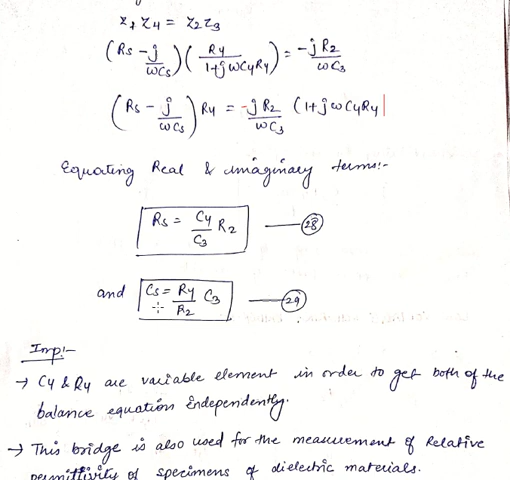 Z1 Z4 = Z2 Z3
(Rs - j/ωCs) (R4/(1+jωC4R4)) = -j R2/ωC3
(Rs - j/ωCs) R4 = -j R2/ωC3 (1+jωC4R4
Equating Real & imaginary terms:-
Rs = C4/C3 R2 — (28)
and Cs = R4/R2 C3 — (29)
Imp:-
→ C4 & R4 are variable element in order to get both of the
balance equation independently.
→ This bridge is also used for the measurement of Relative
permittivity of specimens of dielectric materials.